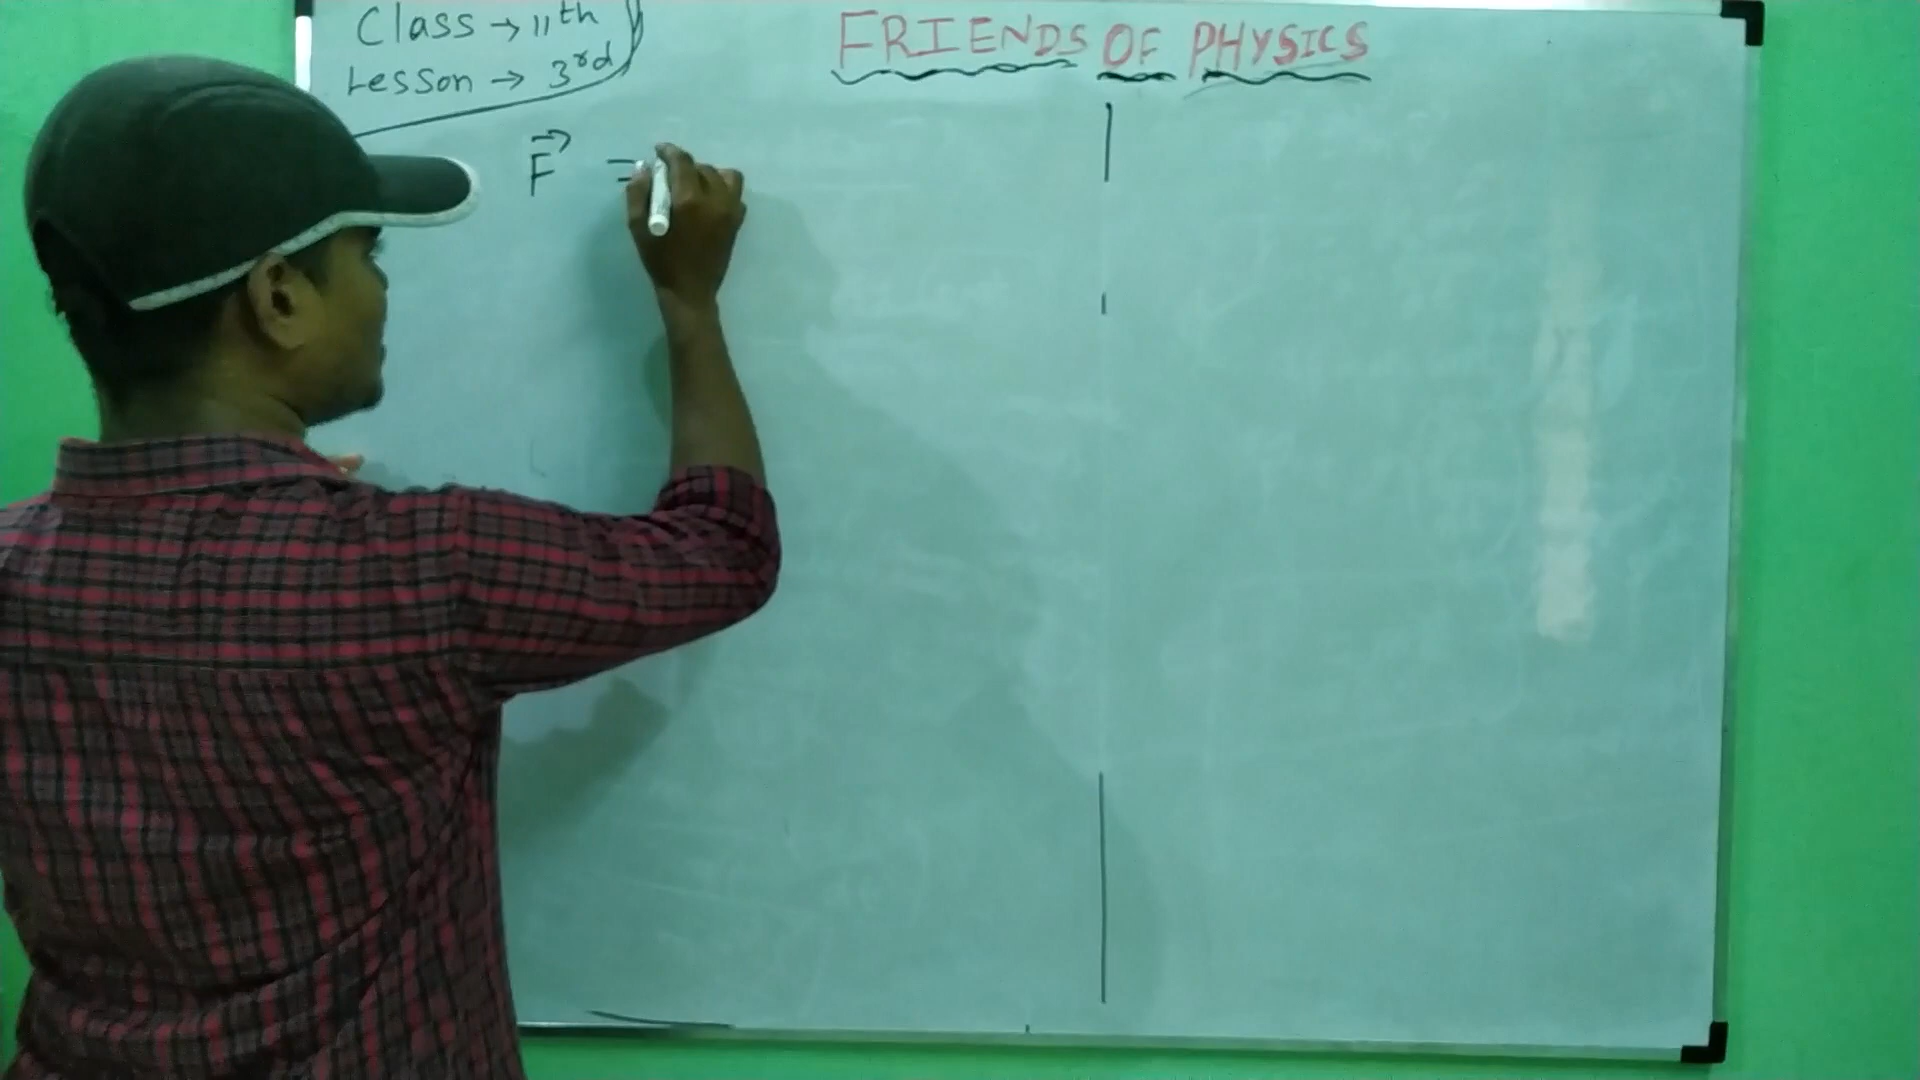 Class → 11th
Lesson → 3rd
FRIENDS OF PHYSICS
F⃗ =